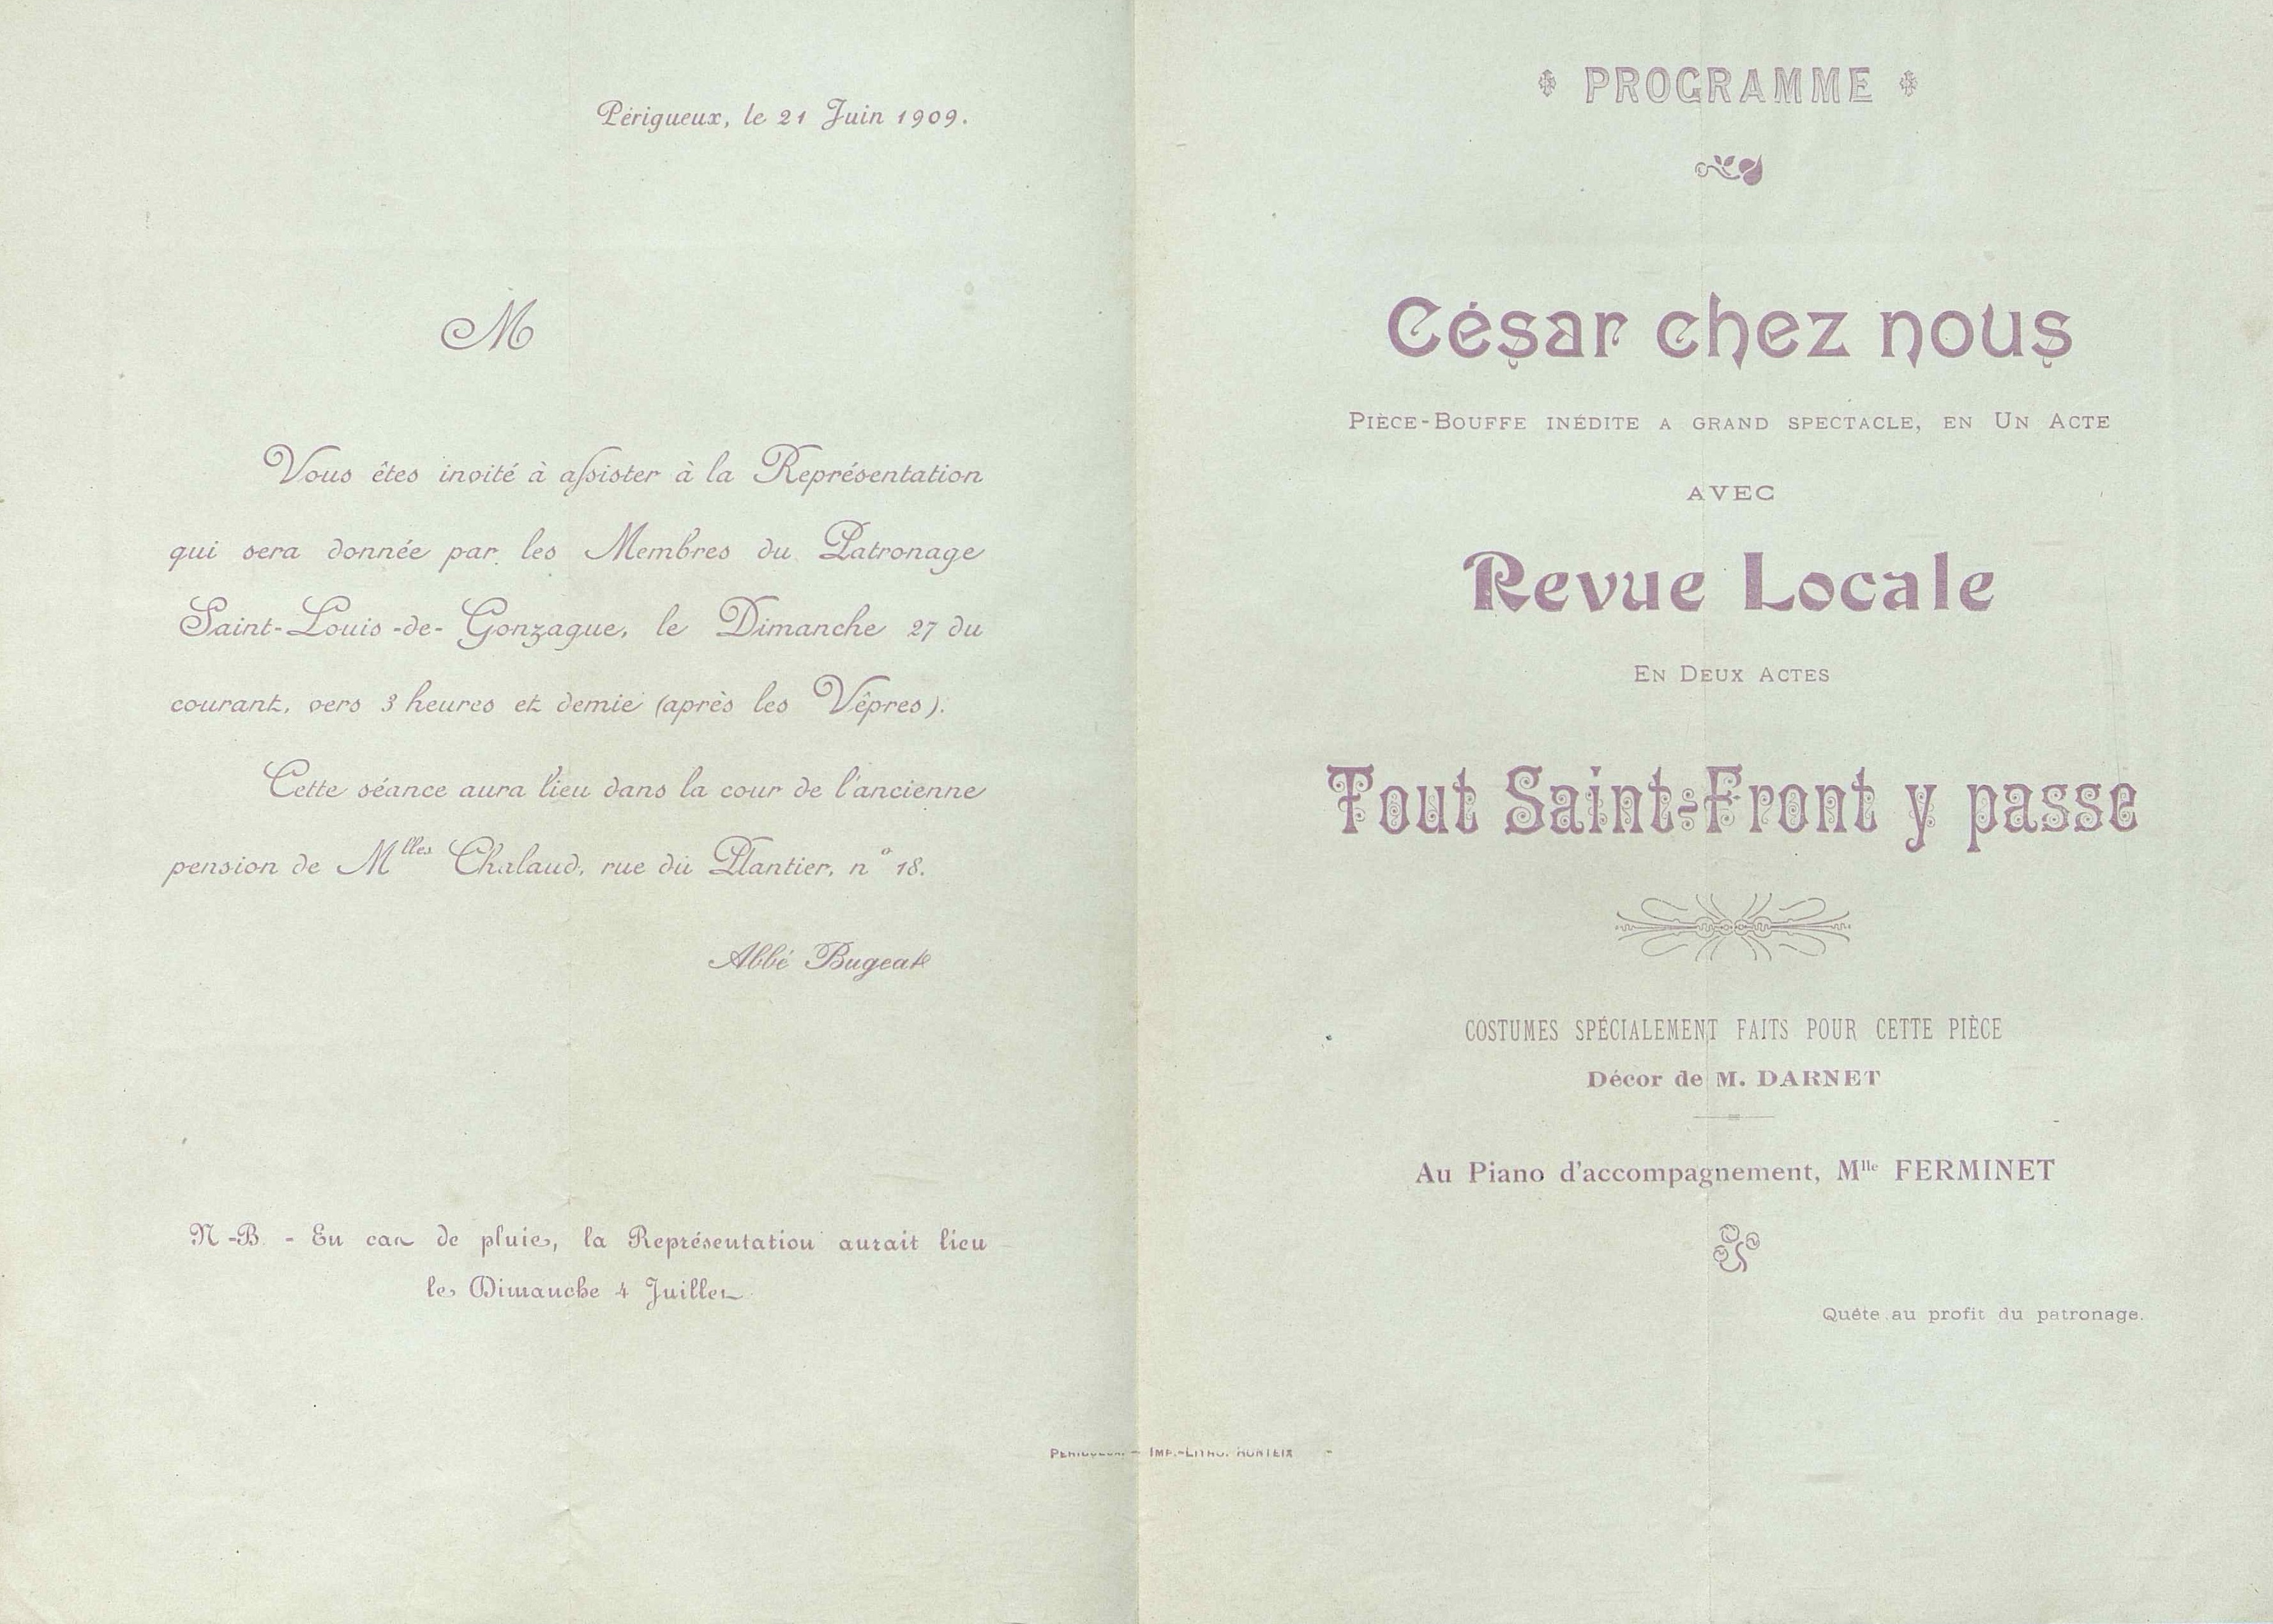 Périgueux, le 21 Juin 1909.
M
Vous êtes invité à assister à la Représentation
qui sera donnée par les Membres du Patronage
Saint-Louis-de-Gonzague, le Dimanche 27 du
courant, vers 3 heures et demie (après les Vêpres).
Cette séance aura lieu dans la cour de l'ancienne
pension de Mlles Chalaud, rue du Plantier, n° 18.
Abbé Bugeat
N-B. - En cas de pluie, la Représentation aurait lieu
le Dimanche 4 Juillet
PROGRAMME
César chez nous
PIÈCE-BOUFFE INÉDITE A GRAND SPECTACLE, EN UN ACTE
AVEC
Revue Locale
EN DEUX ACTES
Tout Saint-Front y passe
COSTUMES SPÉCIALEMENT FAITS POUR CETTE PIÈCE
Décor de M. DARNET
Au Piano d'accompagnement, Mlle FERMINET
Quête au profit du patronage.
– IMP.-LITHO.